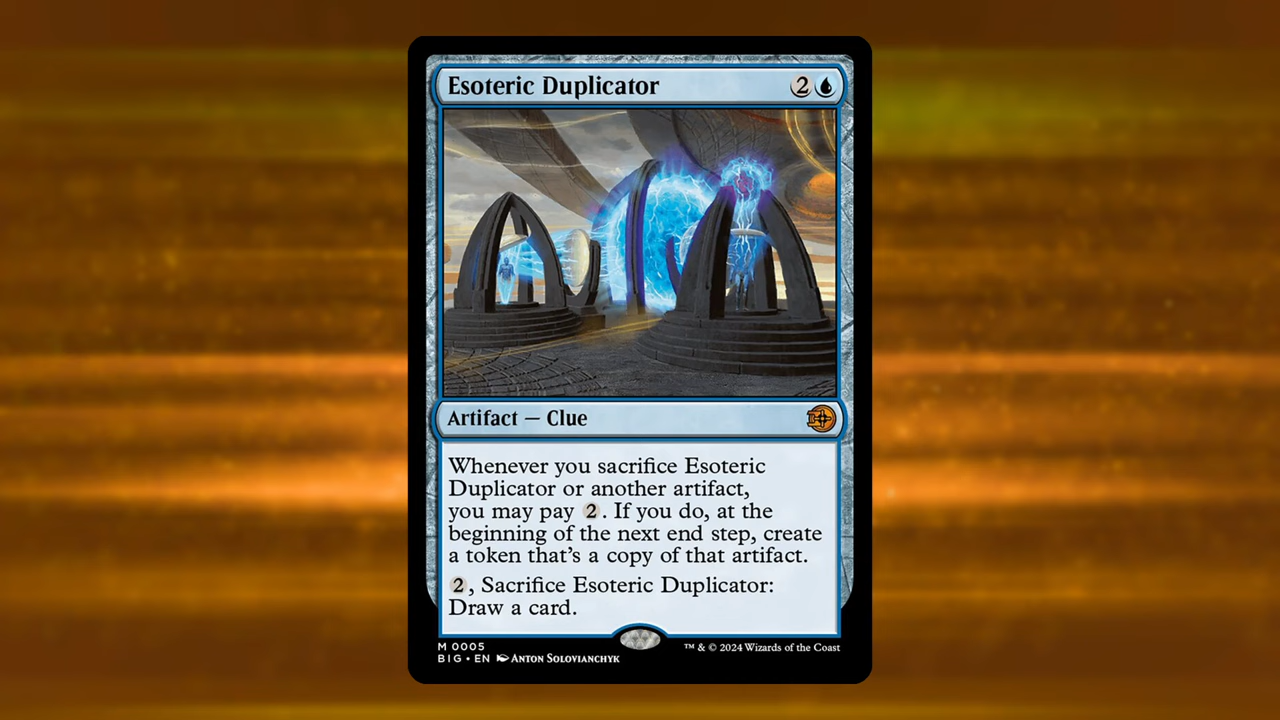 Esoteric Duplicator 2
Artifact — Clue
Whenever you sacrifice Esoteric
Duplicator or another artifact,
you may pay 2. If you do, at the
beginning of the next end step, create
a token that's a copy of that artifact.
2, Sacrifice Esoteric Duplicator:
Draw a card.
M 0005
BIG • EN Anton Solovianchyk
™ & © 2024 Wizards of the Coast